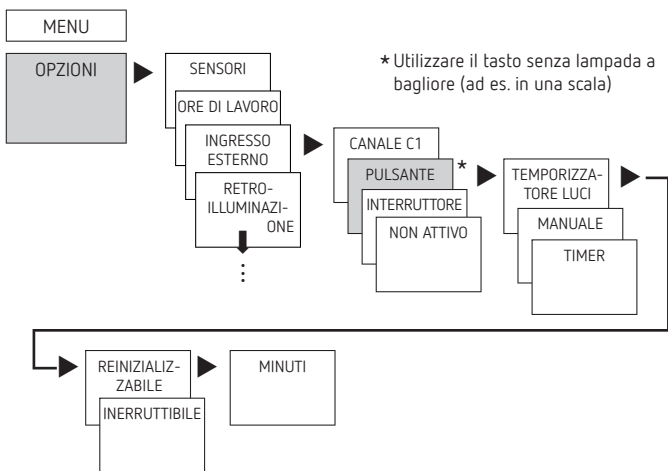 MENU
OPZIONI
SENSORI
ORE DI LAVORO
INGRESSO
ESTERNO
RETRO-
ILLUMINAZI-
ONE
* Utilizzare il tasto senza lampada a
bagliore (ad es. in una scala)
CANALE C1
PULSANTE *
INTERRUTTORE
NON ATTIVO
TEMPORIZZA-
TORE LUCI
MANUALE
TIMER
REINIZIALIZ-
ZABILE
INERRUTTIBILE
MINUTI